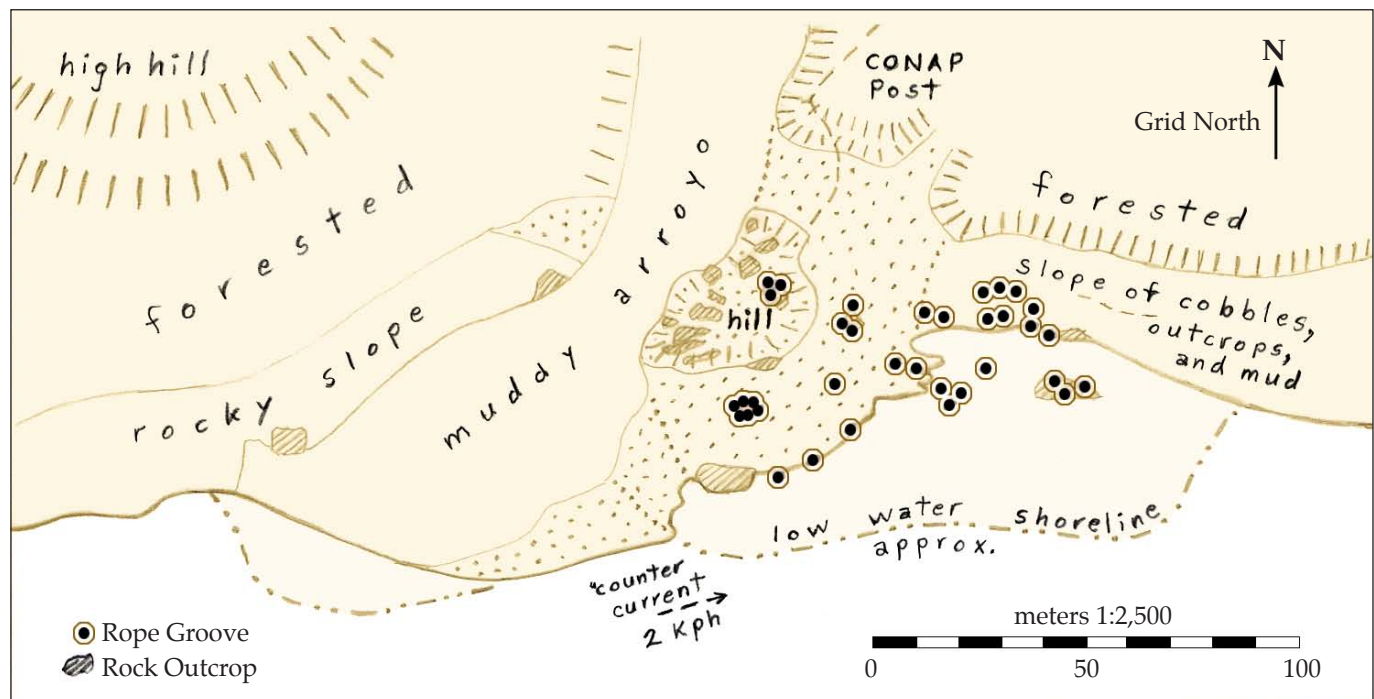 high hill
CONAP
Post
N
Grid North
forested
forested
arroyo
muddy
rocky slope
hill
slope of cobbles,
outcrops,
and mud
low water shoreline
approx.
"counter
current
2 Kph
Rope Groove
Rock Outcrop
meters 1:2,500
0 50 100